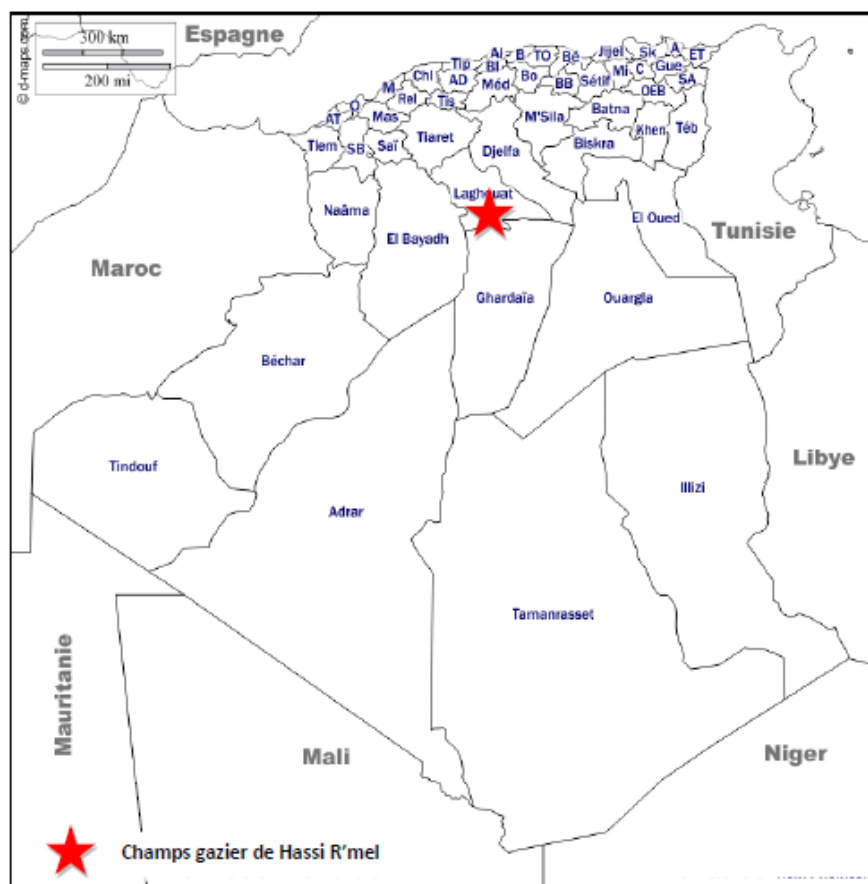 © d-maps.com
300 km
200 mi
Espagne
Al
B
TO
Bé
Jijel
Sk
A
ET
Tip
Bl
Gue
Chl
AD
Méd
Bo
BB
Sétif
Mi
C
SA
M
Rel
Tis
OEB
O
AT
Mas
M'Sila
Batna
Khen
Téb
Tlem
SB
Saï
Tiaret
Djelfa
Biskra
Laghouat
Naâma
El Oued
Tunisie
El Bayadh
Maroc
Ghardaïa
Ouargla
Béchar
Tindouf
Libye
Illizi
Adrar
Tamanrasset
Mauritanie
Mali
Niger
Champs gazier de Hassi R'mel